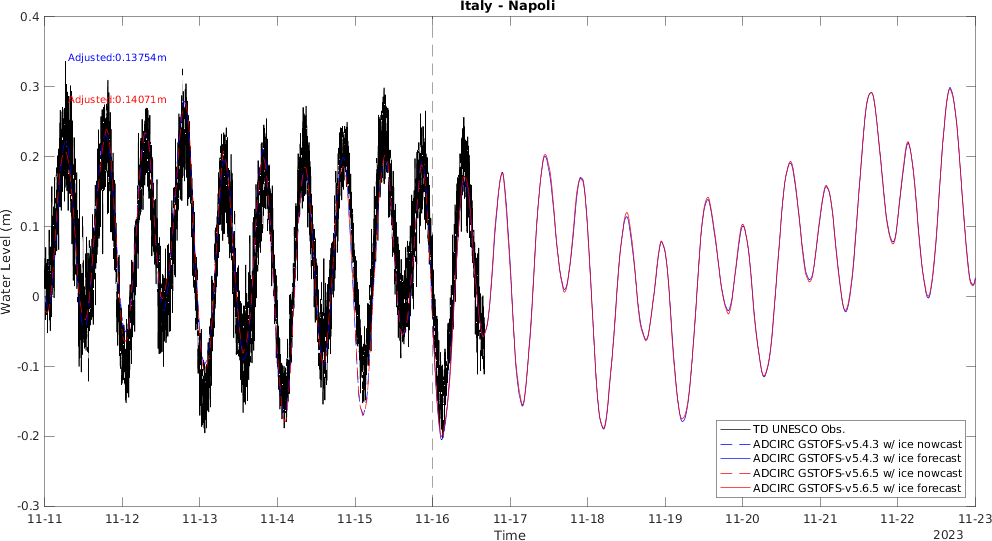 Italy - Napoli
Adjusted:0.13754m
Adjusted:0.14071m
Water Level (m)
0.4
0.3
0.2
0.1
0
-0.1
-0.2
-0.3
TD UNESCO Obs.
ADCIRC GSTOFS-v5.4.3 w/ ice nowcast
ADCIRC GSTOFS-v5.4.3 w/ ice forecast
ADCIRC GSTOFS-v5.6.5 w/ ice nowcast
ADCIRC GSTOFS-v5.6.5 w/ ice forecast
11-11 11-12 11-13 11-14 11-15 11-16 11-17 11-18 11-19 11-20 11-21 11-22 11-23
Time
2023